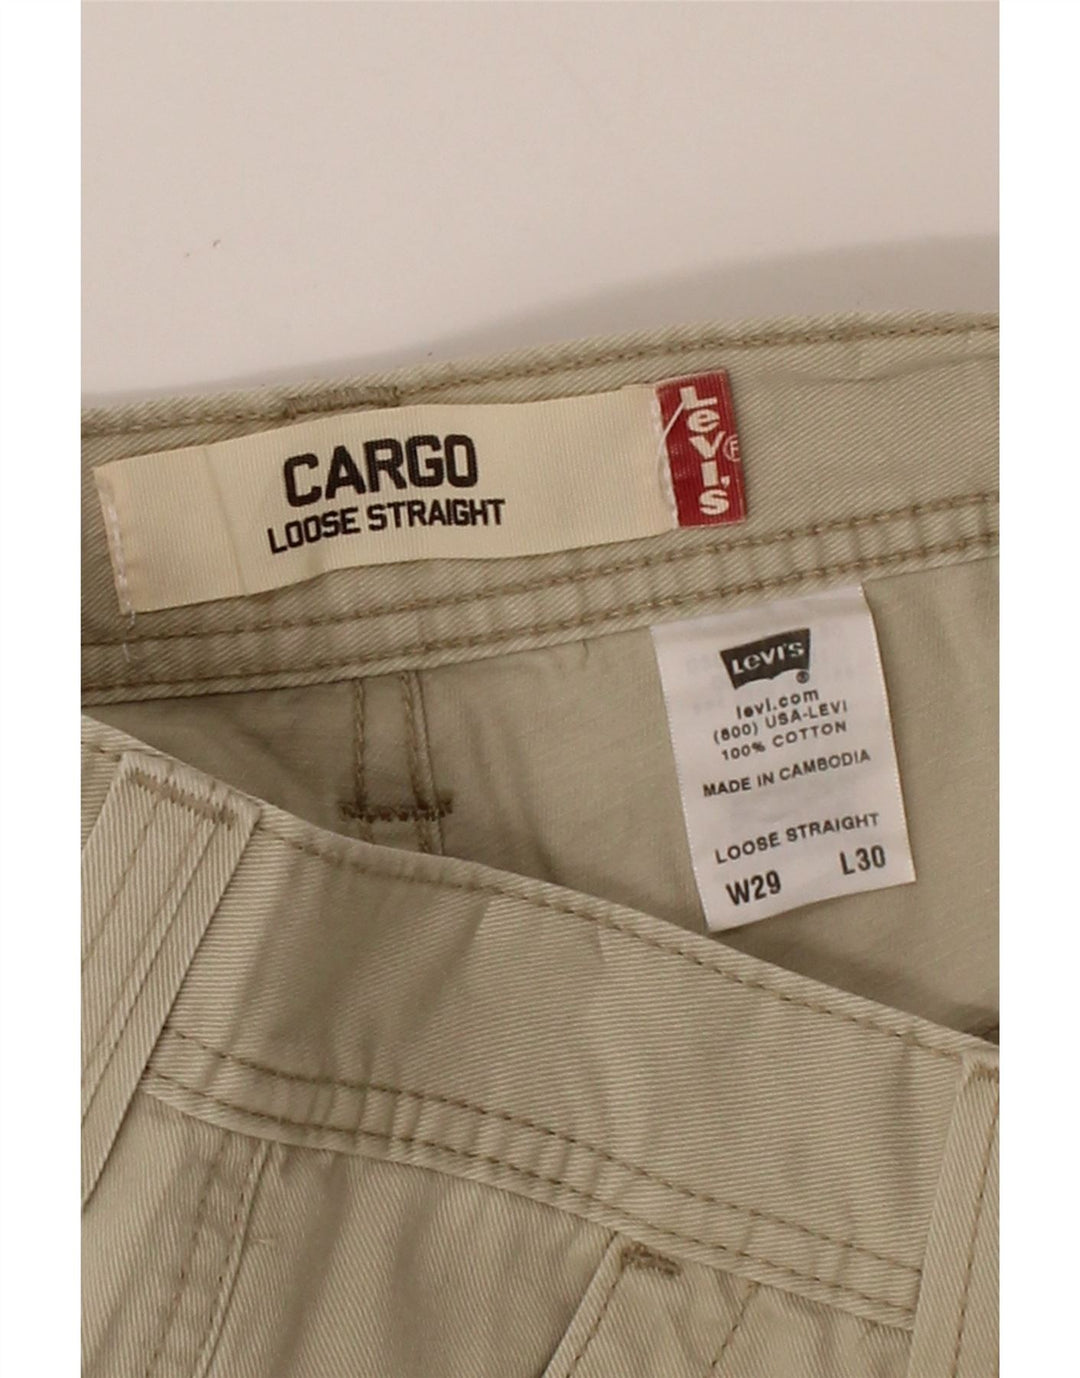 CARGO
LOOSE STRAIGHT
Levi's
®
LEVI'S
®
levi.com
(800) USA-LEVI
100% COTTON
MADE IN CAMBODIA
LOOSE STRAIGHT
W29 L30